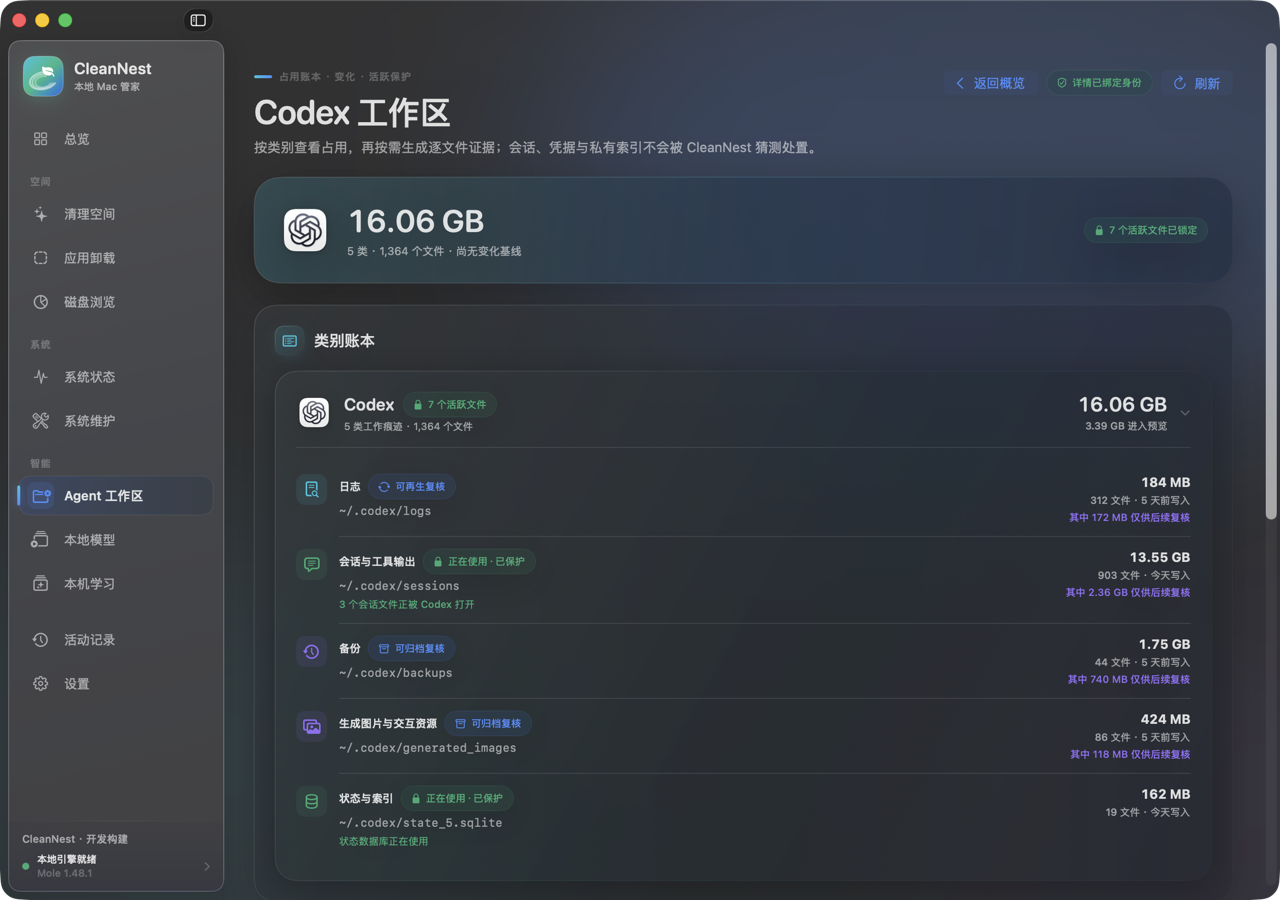 CleanNest
本地 Mac 管家
总览
空间
清理空间
应用卸载
磁盘浏览
系统
系统状态
系统维护
智能
Agent 工作区
本地模型
本机学习
活动记录
设置
CleanNest · 开发构建
本地引擎就绪
Mole 1.48.1
占用账本 · 变化 · 活跃保护
返回概览
详情已绑定身份
刷新
Codex 工作区
按类别查看占用，再按需生成逐文件证据；会话、凭据与私有索引不会被 CleanNest 猜测处置。
16.06 GB
5 类 · 1,364 个文件 · 尚无变化基线
7 个活跃文件已锁定
类别账本
Codex 7 个活跃文件
5 类工作痕迹 · 1,364 个文件
16.06 GB
3.39 GB 进入预览
日志 可再生复核
~/.codex/logs
184 MB
312 文件 · 5 天前写入
其中 172 MB 仅供后续复核
会话与工具输出 正在使用 · 已保护
~/.codex/sessions
3 个会话文件正被 Codex 打开
13.55 GB
903 文件 · 今天写入
其中 2.36 GB 仅供后续复核
备份 可归档复核
~/.codex/backups
1.75 GB
44 文件 · 5 天前写入
其中 740 MB 仅供后续复核
生成图片与交互资源 可归档复核
~/.codex/generated_images
424 MB
86 文件 · 5 天前写入
其中 118 MB 仅供后续复核
状态与索引 正在使用 · 已保护
~/.codex/state_5.sqlite
状态数据库正在使用
162 MB
19 文件 · 今天写入